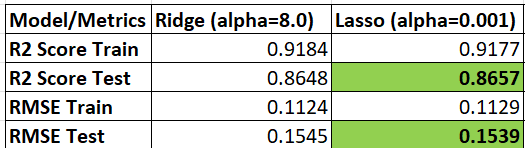 Model/Metrics Ridge (alpha=8.0) Lasso (alpha=0.001)
R2 Score Train 0.9184 0.9177
R2 Score Test 0.8648 0.8657
RMSE Train 0.1124 0.1129
RMSE Test 0.1545 0.1539